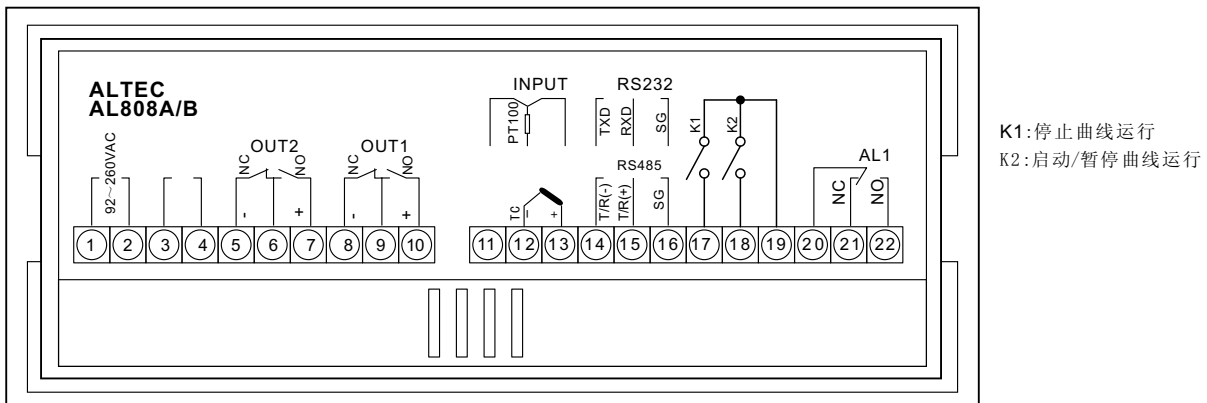 ALTEC
AL808A/B
92～260VAC
NC OUT2 NO
- +
NC OUT1 NO
- +
INPUT
PT100
TC
- +
RS232
TXD RXD SG
RS485
T/R(-) T/R(+) SG
K1 K2
AL1
NC NO
1 2 3 4 5 6 7 8 9 10 11 12 13 14 15 16 17 18 19 20 21 22
K1:停止曲线运行
K2:启动/暂停曲线运行